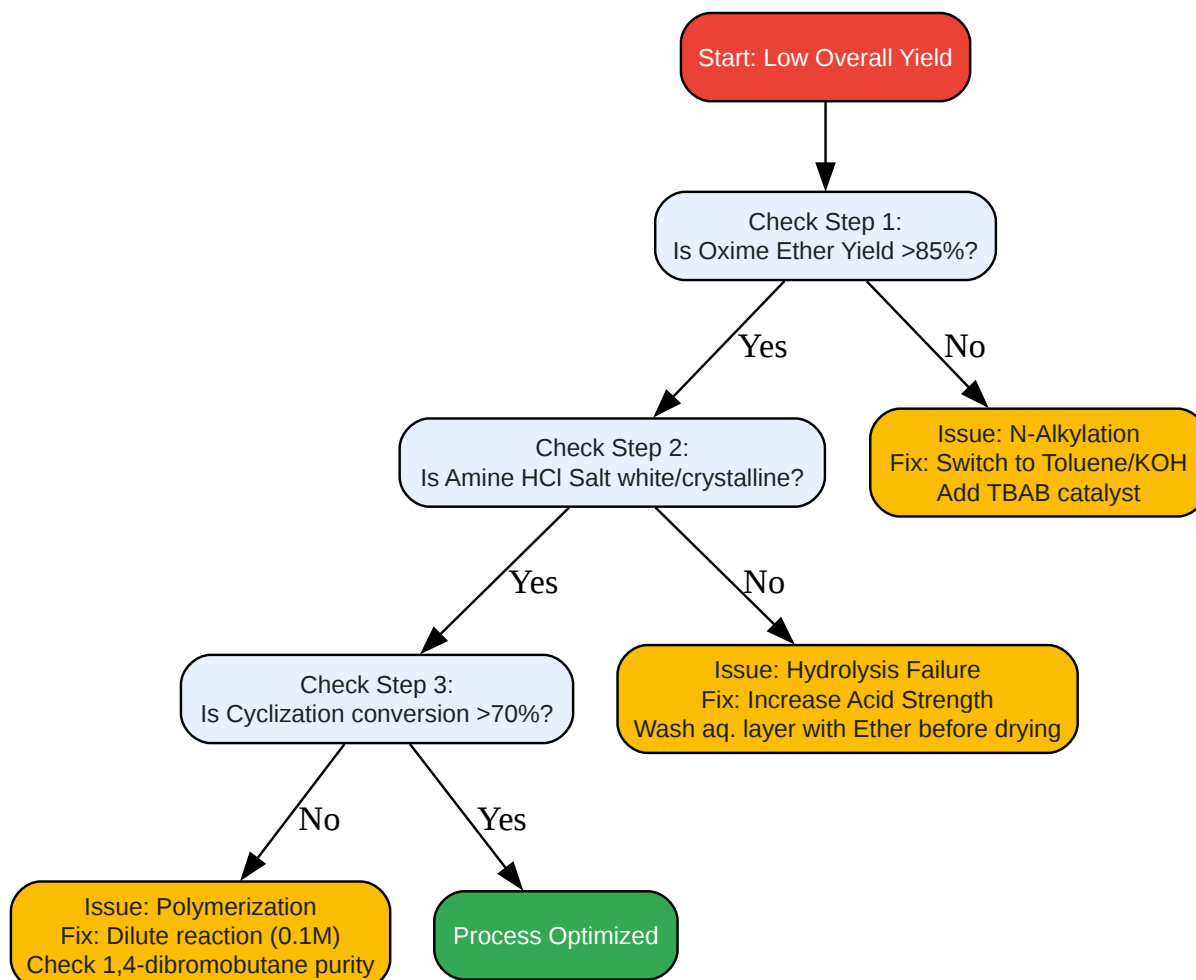 Start: Low Overall Yield
Check Step 1:
Is Oxime Ether Yield >85%?
Yes
No
Issue: N-Alkylation
Fix: Switch to Toluene/KOH
Add TBAB catalyst
Check Step 2:
Is Amine HCl Salt white/crystalline?
Yes
No
Issue: Hydrolysis Failure
Fix: Increase Acid Strength
Wash aq. layer with Ether before drying
Check Step 3:
Is Cyclization conversion >70%?
No
Yes
Issue: Polymerization
Fix: Dilute reaction (0.1M)
Check 1,4-dibromobutane purity
Process Optimized